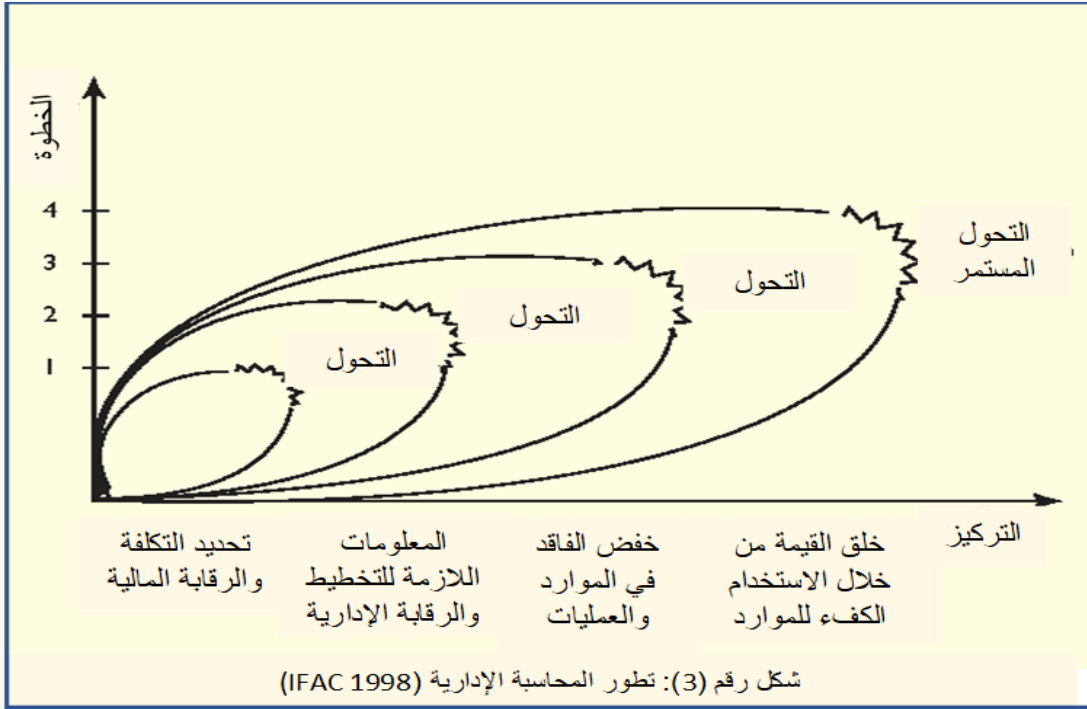 الخطوة
4
3
2
1
التحول
المستمر
التحول
التحول
التحول
التركيز
تحديد التكلفة
والرقابة المالية
المعلومات
اللازمة للتخطيط
والرقابة الإدارية
خفض الفاقد
في الموارد
والعمليات
خلق القيمة من
خلال الاستخدام
الكفء للموارد
شكل رقم (3): تطور المحاسبة الإدارية (IFAC 1998)